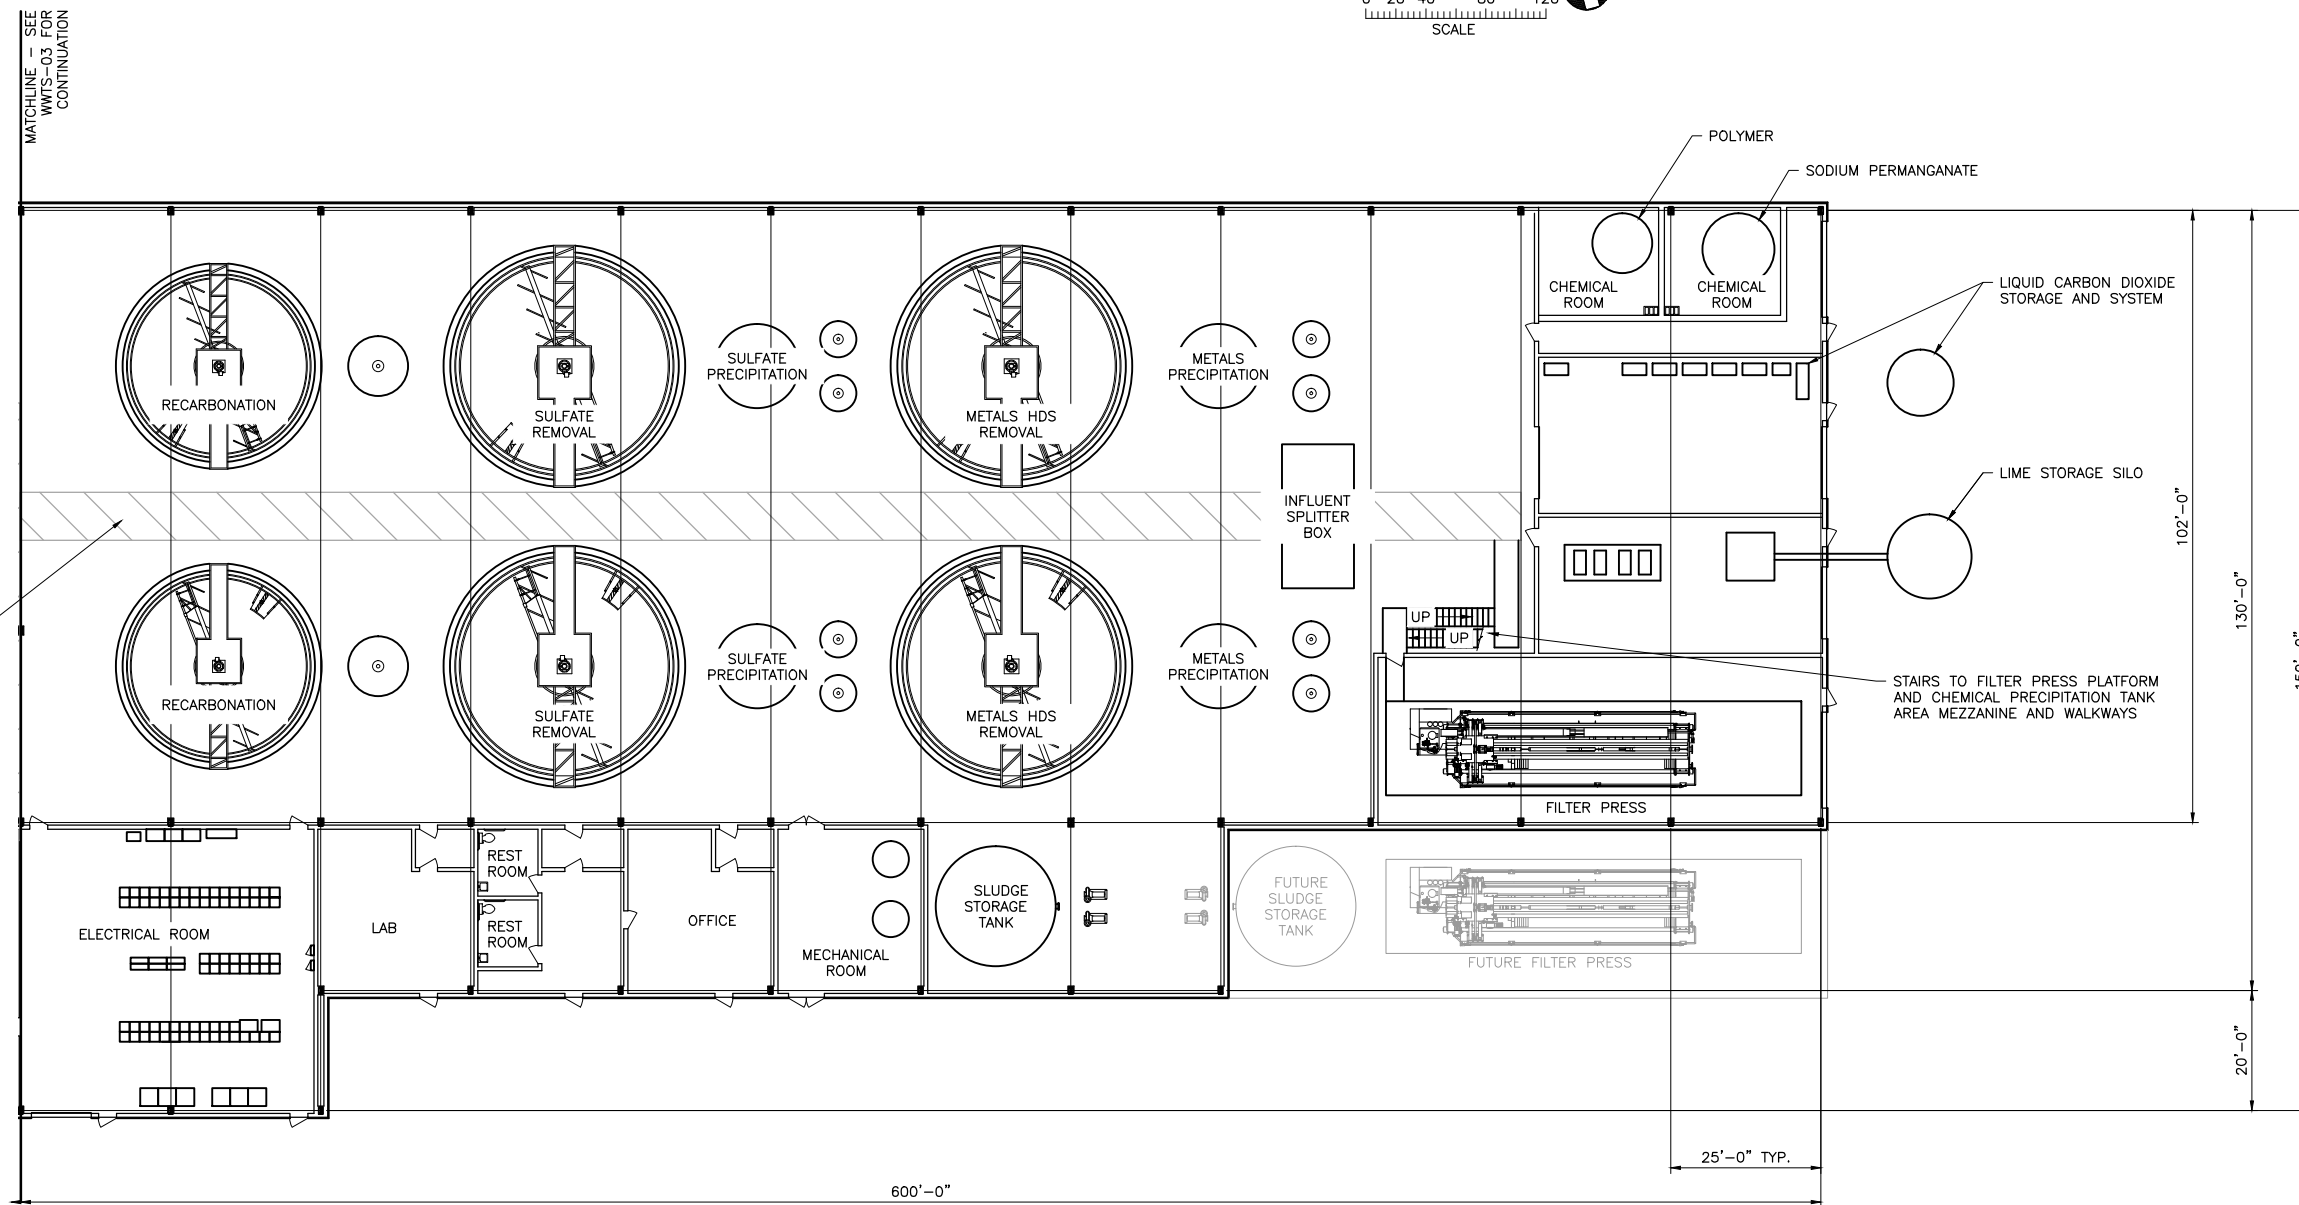 MATCHLINE - SEE
WWTS-03 FOR
CONTINUATION
SCALE
POLYMER
SODIUM PERMANGANATE
CHEMICAL
ROOM
CHEMICAL
ROOM
LIQUID CARBON DIOXIDE
STORAGE AND SYSTEM
RECARBONATION
SULFATE
REMOVAL
SULFATE
PRECIPITATION
METALS HDS
REMOVAL
METALS
PRECIPITATION
INFLUENT
SPLITTER
BOX
LIME STORAGE SILO
102'-0"
130'-0"
RECARBONATION
SULFATE
REMOVAL
SULFATE
PRECIPITATION
METALS HDS
REMOVAL
METALS
PRECIPITATION
UP
UP
STAIRS TO FILTER PRESS PLATFORM
AND CHEMICAL PRECIPITATION TANK
AREA MEZZANINE AND WALKWAYS
FILTER PRESS
ELECTRICAL ROOM
LAB
REST
ROOM
REST
ROOM
OFFICE
MECHANICAL
ROOM
SLUDGE
STORAGE
TANK
FUTURE
SLUDGE
STORAGE
TANK
FUTURE FILTER PRESS
20'-0"
25'-0" TYP.
600'-0"